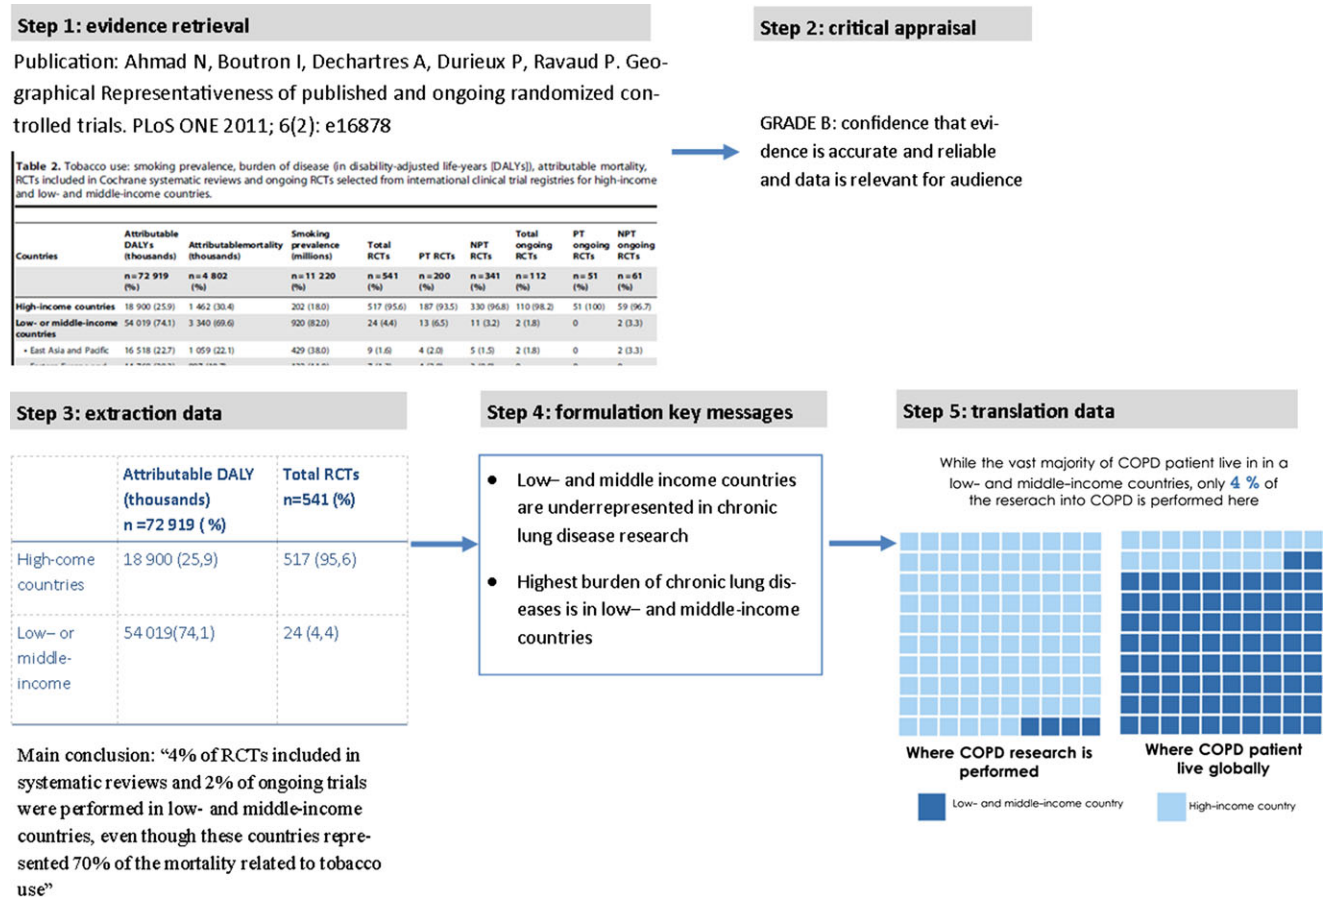 Step 1: evidence retrieval
Publication: Ahmad N, Boutron I, Dechartres A, Durieux P, Ravaud P. Geo-
graphical Representativeness of published and ongoing randomized con-
trolled trials. PLoS ONE 2011; 6(2): e16878
Table 2. Tobacco use: smoking prevalence, burden of disease (in disability-adjusted life-years [DALYs]), attributable mortality,
RCTs included in Cochrane systematic reviews and ongoing RCTs selected from international clinical trial registries for high-income
and low- and middle-income countries.
Attributable Smoking Total PT NPT
DALYs Attributablemortality prevalence Total NPT ongoing ongoing ongoing
Countries (thousands) (thousands) (millions) RCTs PT RCTs RCTs RCTs RCTs RCTs
n=72 919 n=4 802 n=11 220 n=541 n=200 n=341 n=112 n=51 n=61
(%) (%) (%) (%) (%) (%) (%) (%) (%)
High-income countries 18 900 (25.9) 1 462 (30.4) 202 (18.0) 517 (95.6) 187 (93.5) 330 (96.8) 110 (98.2) 51 (100) 59 (96.7)
Low- or middle-income 54 019 (74.1) 3 340 (69.6) 920 (82.0) 24 (4.4) 13 (6.5) 11 (3.2) 2 (1.8) 0 2 (3.3)
countries
• East Asia and Pacific 16 518 (22.7) 1 059 (22.1) 429 (38.0) 9 (1.6) 4 (2.0) 5 (1.5) 2 (1.8) 0 2 (3.3)
Step 2: critical appraisal
GRADE B: confidence that evi-
dence is accurate and reliable
and data is relevant for audience
Step 3: extraction data
Attributable DALY Total RCTs
(thousands) n=541 (%)
n =72 919 ( %)
High-come 18 900 (25,9) 517 (95,6)
countries
Low– or 54 019(74,1) 24 (4,4)
middle-
income
Main conclusion: “4% of RCTs included in
systematic reviews and 2% of ongoing trials
were performed in low- and middle-income
countries, even though these countries repre-
sented 70% of the mortality related to tobacco
use”
Step 4: formulation key messages
• Low– and middle income countries
are underrepresented in chronic
lung disease research
• Highest burden of chronic lung dis-
eases is in low– and middle-income
countries
Step 5: translation data
While the vast majority of COPD patient live in in a
low- and middle-income countries, only 4 % of
the reserach into COPD is performed here
Where COPD research is
performed
Where COPD patient
live globally
Low- and middle-income country
High-income country